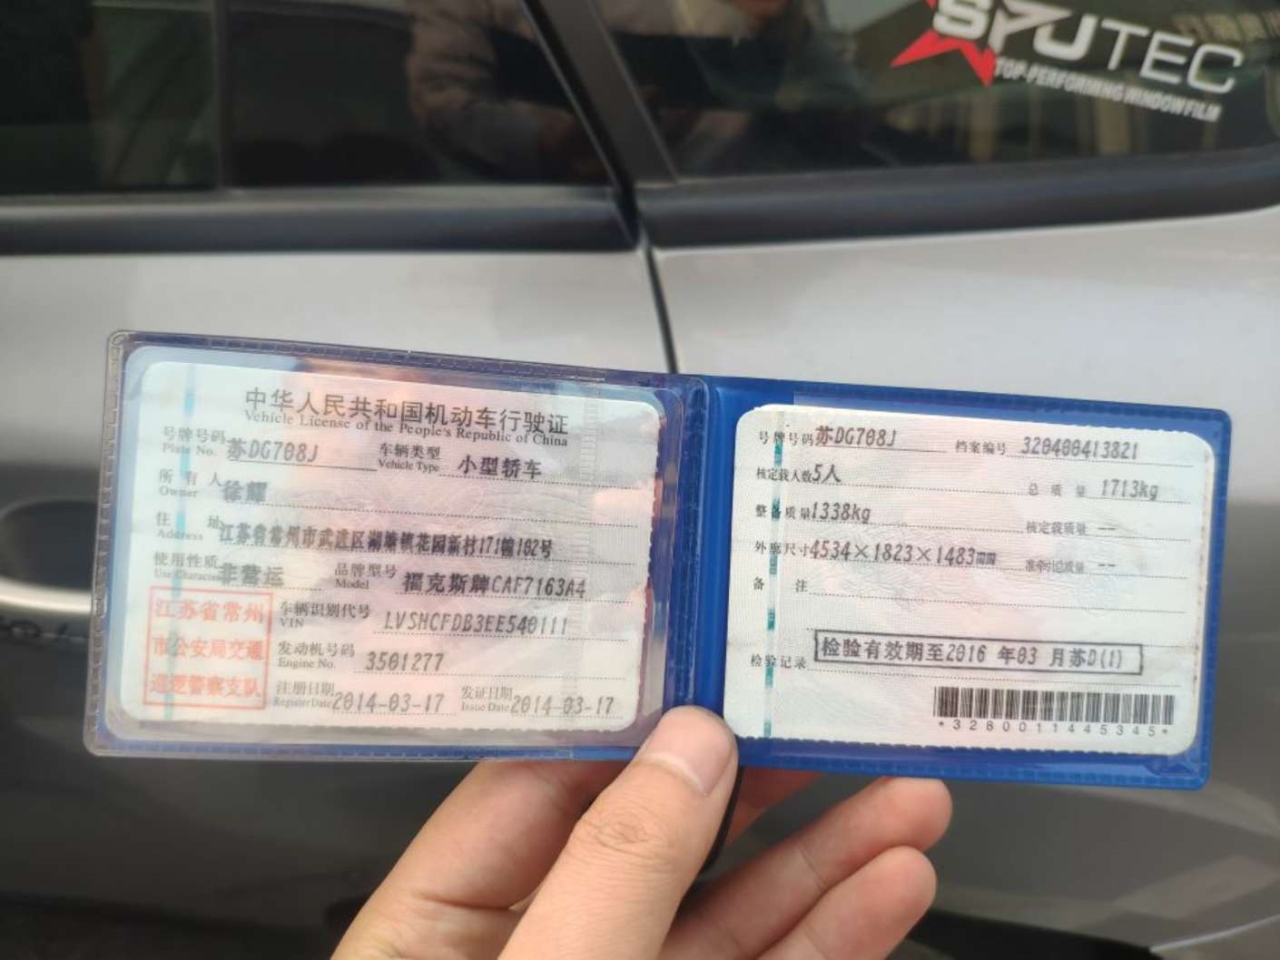 SPUTEC
TOP-PERFORMING WINDOW FILM
中华人民共和国机动车行驶证
Vehicle License of the People's Republic of China
号牌号码 苏DG708J 车辆类型 小型轿车
Plate No. Vehicle Type
所有人 徐耀
Owner
住址 江苏省常州市武进区湖塘镇花园新村171幢102号
Address
使用性质 非营运 品牌型号 福克斯牌CAF7163A4
Use Character Model
江苏省常州
市公安局交通
巡逻警察支队
车辆识别代号 LVSHCFDB3EE540111
VIN
发动机号码 3501277
Engine No.
注册日期 2014-03-17 发证日期 2014-03-17
Register Date Issue Date
号牌号码 苏DG708J 档案编号 320400413821
核定载人数 5人 总质量 1713kg
整备质量 1338kg 核定载质量 --
外廓尺寸 4534×1823×1483mm 准牵引总质量 --
备注
检验记录 检验有效期至2016 年03 月苏D(1)
*3280011445345*